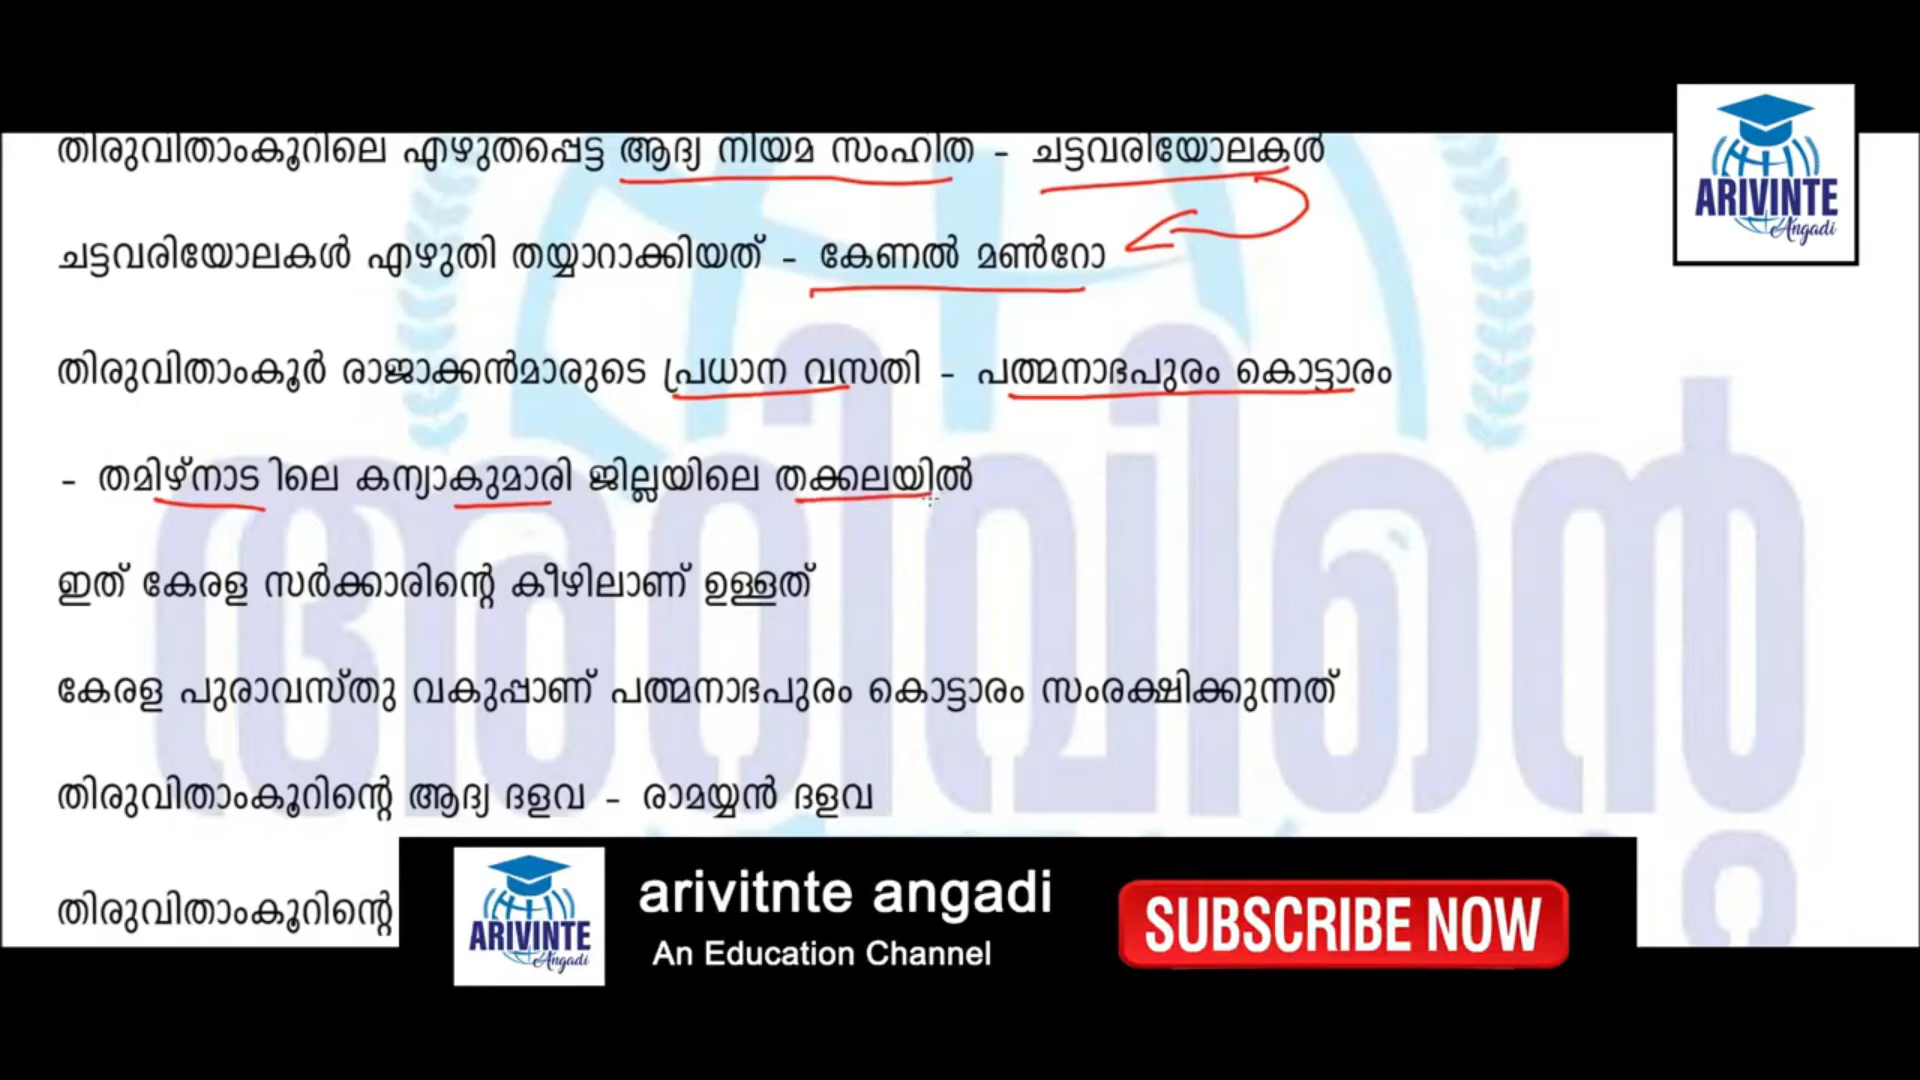 തിരുവിതാംകൂറിലെ എഴുതപ്പെട്ട ആദ്യ നിയമ സംഹിത - ചട്ടവരിയോലകൾ
ചട്ടവരിയോലകൾ എഴുതി തയ്യാറാക്കിയത് - കേണൽ മൺറോ
തിരുവിതാംകൂർ രാജാക്കൻമാരുടെ പ്രധാന വസതി - പത്മനാഭപുരം കൊട്ടാരം
- തമിഴ്നാട ിലെ കന്യാകുമാരി ജില്ലയിലെ തക്കലയിൽ
ഇത് കേരള സർക്കാരിന്റെ കീഴിലാണ് ഉള്ളത്
കേരള പുരാവസ്തു വകുപ്പാണ് പത്മനാഭപുരം കൊട്ടാരം സംരക്ഷിക്കുന്നത്
തിരുവിതാംകൂറിന്റെ ആദ്യ ദളവ - രാമയ്യൻ ദളവ
തിരുവിതാംകൂറിന്റെ
അറിവിന്റെ
ARIVINTE
Angadi
ARIVINTE
Angadi
arivitnte angadi
An Education Channel
SUBSCRIBE NOW